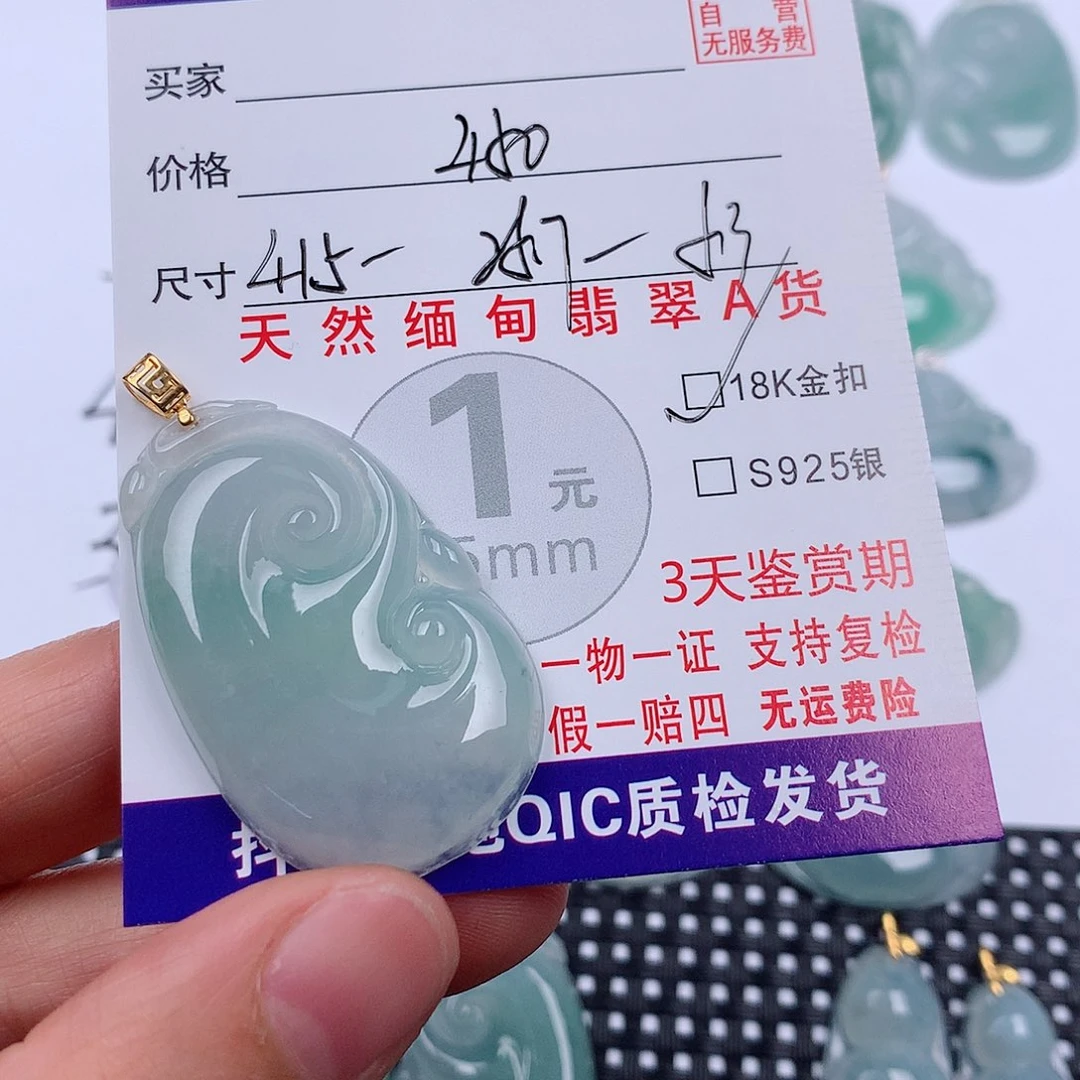 自 营
无服务费
买家
价格 480
尺寸
天然缅甸翡翠A货
1元
5mm
18K金扣
S925银
3天鉴赏期
一物一证 支持复检
假一赔四 无运费险
QIC质检发货